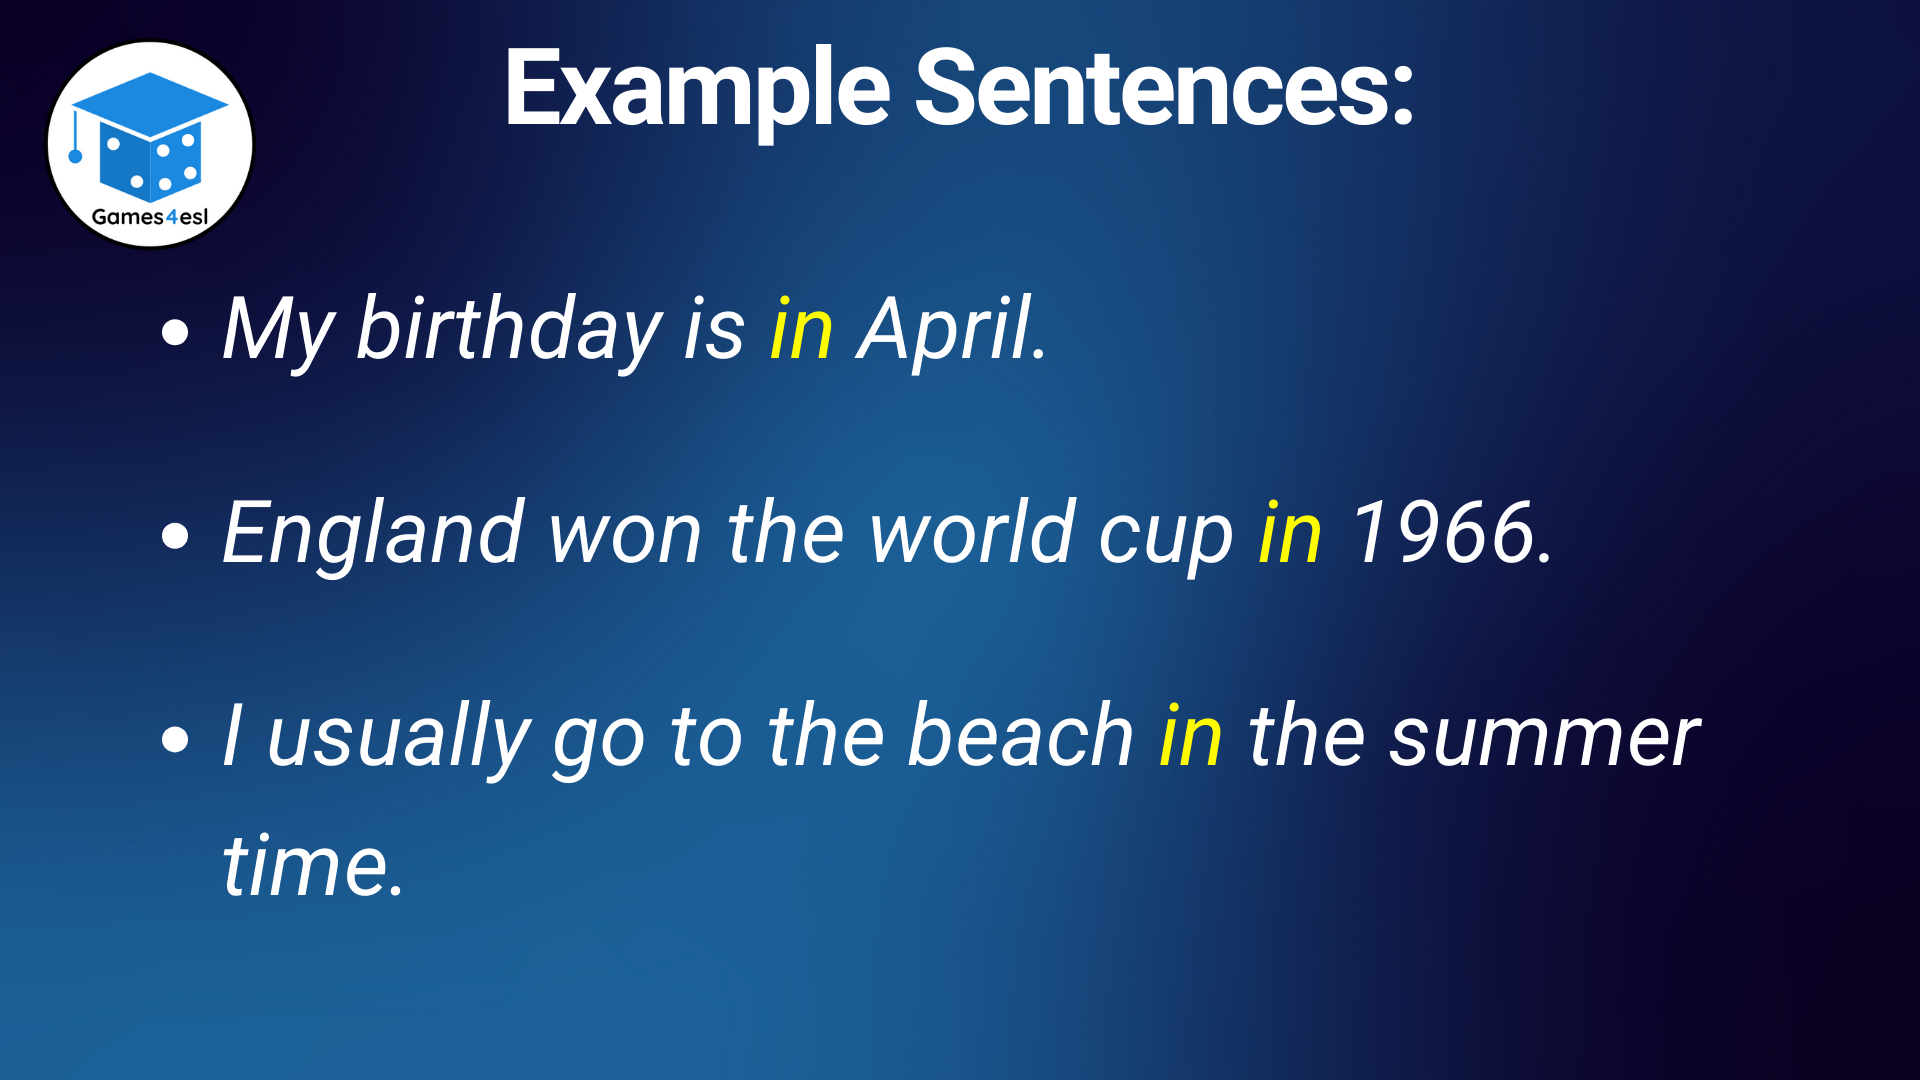 Example Sentences:
Games4esl
• My birthday is in April.
• England won the world cup in 1966.
• I usually go to the beach in the summer
time.